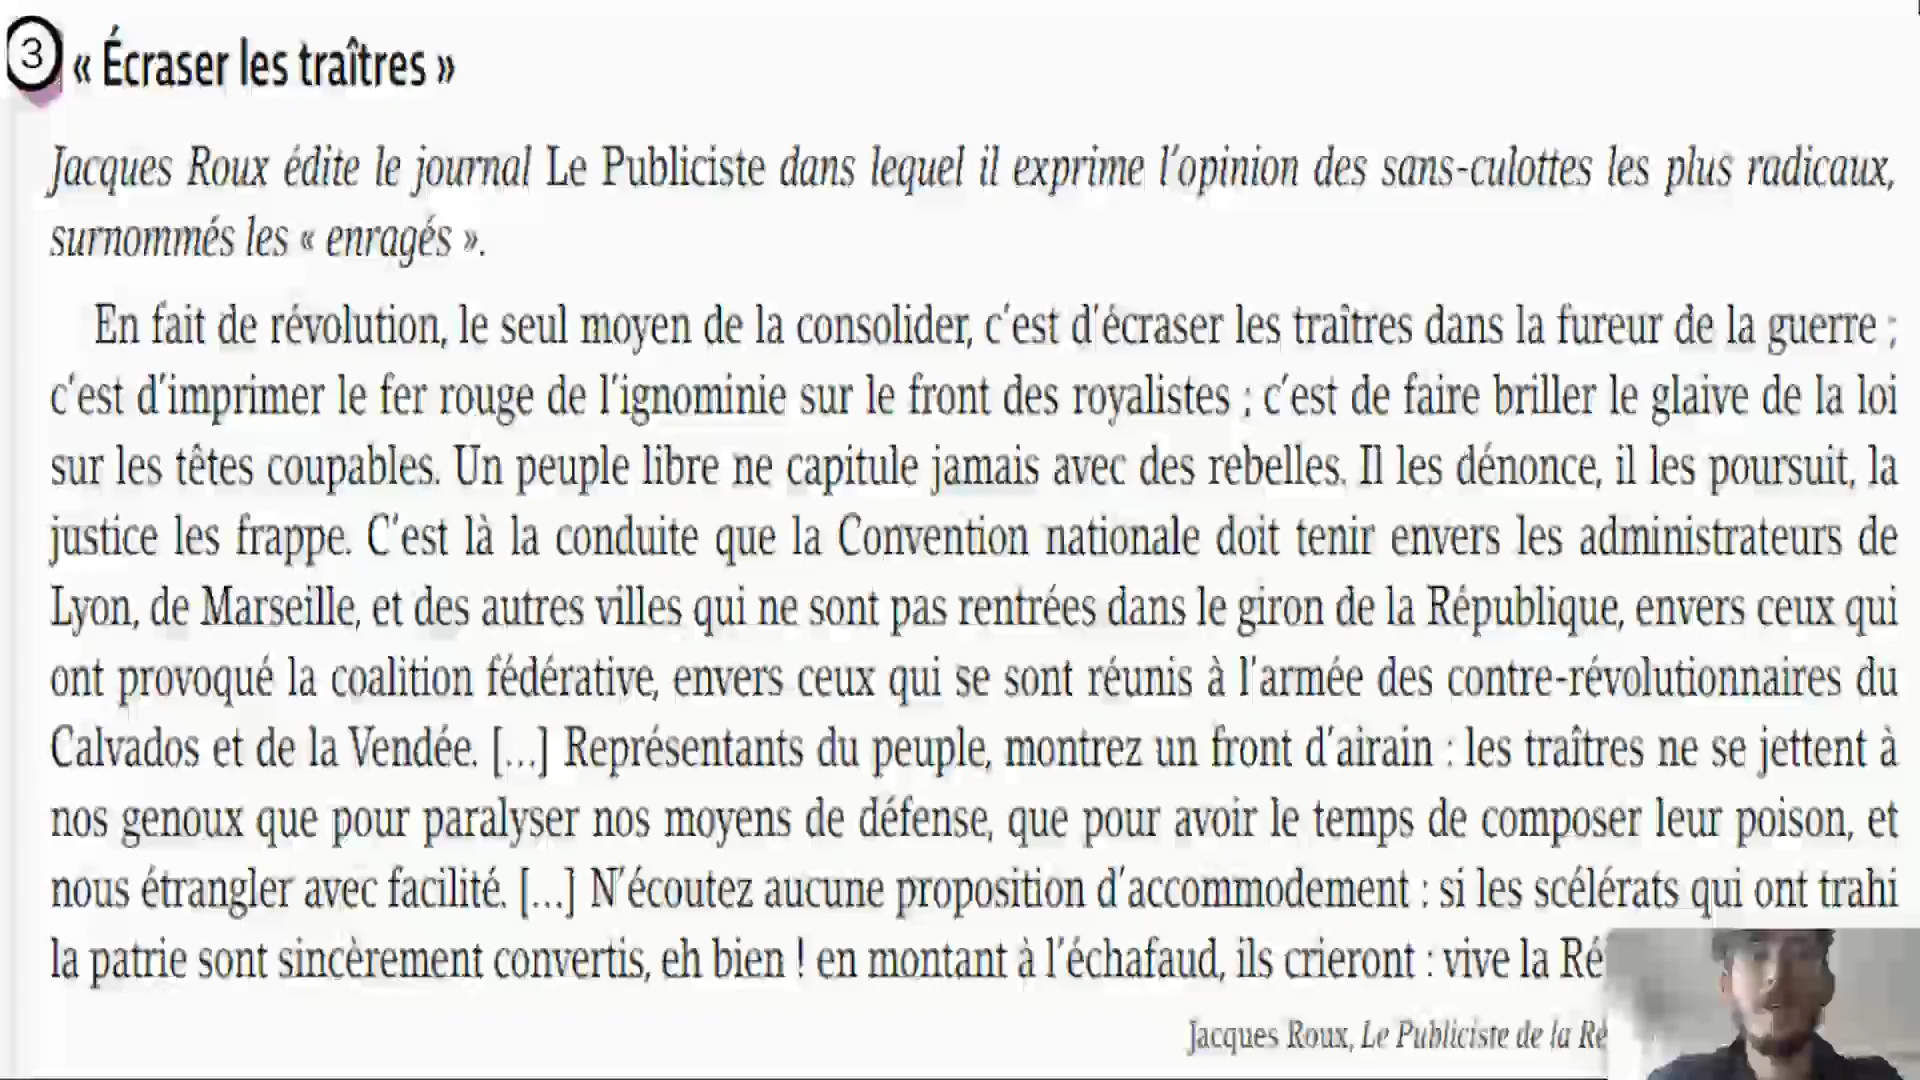 3
« Écraser les traîtres »
Jacques Roux édite le journal Le Publiciste dans lequel il exprime l'opinion des sans-culottes les plus radicaux,
surnommés les « enragés ».
En fait de révolution, le seul moyen de la consolider, c'est d'écraser les traîtres dans la fureur de la guerre ;
c'est d'imprimer le fer rouge de l'ignominie sur le front des royalistes ; c'est de faire briller le glaive de la loi
sur les têtes coupables. Un peuple libre ne capitule jamais avec des rebelles. Il les dénonce, il les poursuit, la
justice les frappe. C'est là la conduite que la Convention nationale doit tenir envers les administrateurs de
Lyon, de Marseille, et des autres villes qui ne sont pas rentrées dans le giron de la République, envers ceux qui
ont provoqué la coalition fédérative, envers ceux qui se sont réunis à l'armée des contre-révolutionnaires du
Calvados et de la Vendée. [...] Représentants du peuple, montrez un front d'airain : les traîtres ne se jettent à
nos genoux que pour paralyser nos moyens de défense, que pour avoir le temps de composer leur poison, et
nous étrangler avec facilité. [...] N'écoutez aucune proposition d'accommodement : si les scélérats qui ont trahi
la patrie sont sincèrement convertis, eh bien ! en montant à l'échafaud, ils crieront : vive la Ré
Jacques Roux, Le Publiciste de la Ré